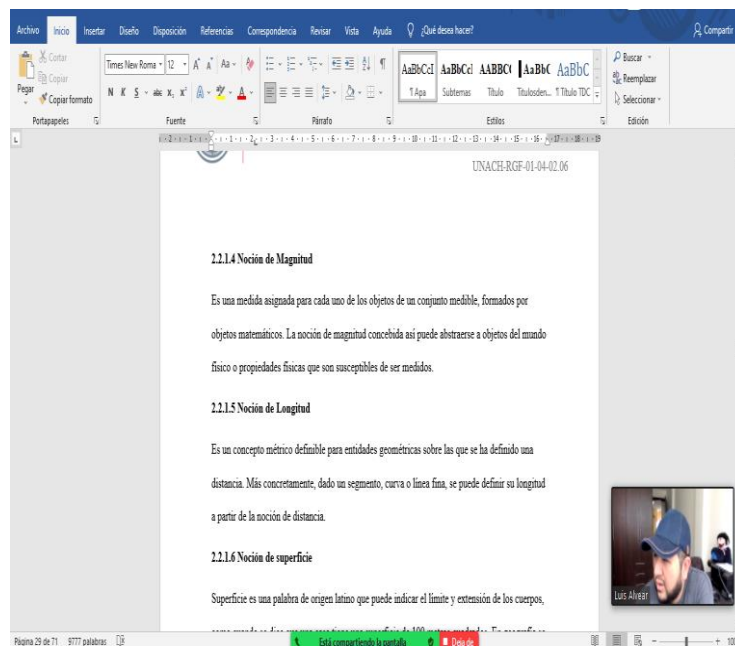 Archivo Inicio Insertar Diseño Disposición Referencias Correspondencia Revisar Vista Ayuda ¿Qué desea hacer? Compartir
Cortar
Copiar
Copiar formato
Pegar
Portapapeles
Times New Roma 12
N K S abc x₂ x²
Fuente
Párrafo
AaBbCcI AaBbCcI AABBC AaBbC AaBbC
¶ Apa Subtemas Título Titulosden... ¶ Título TDC
Estilos
Buscar
Reemplazar
Seleccionar
Edición
UNACH-RGF-01-04-02.06
2.2.1.4 Noción de Magnitud
Es una medida asignada para cada uno de los objetos de un conjunto medible, formados por
objetos matemáticos. La noción de magnitud concebida así puede abstraerse a objetos del mundo
físico o propiedades físicas que son susceptibles de ser medidos.
2.2.1.5 Noción de Longitud
Es un concepto métrico definible para entidades geométricas sobre las que se ha definido una
distancia. Más concretamente, dado un segmento, curva o línea fina, se puede definir su longitud
a partir de la noción de distancia.
2.2.1.6 Noción de superficie
Superficie es una palabra de origen latino que puede indicar el límite y extensión de los cuerpos,
Luis Alvear
Página 29 de 71 9777 palabras
Está compartiendo la pantalla Deja de